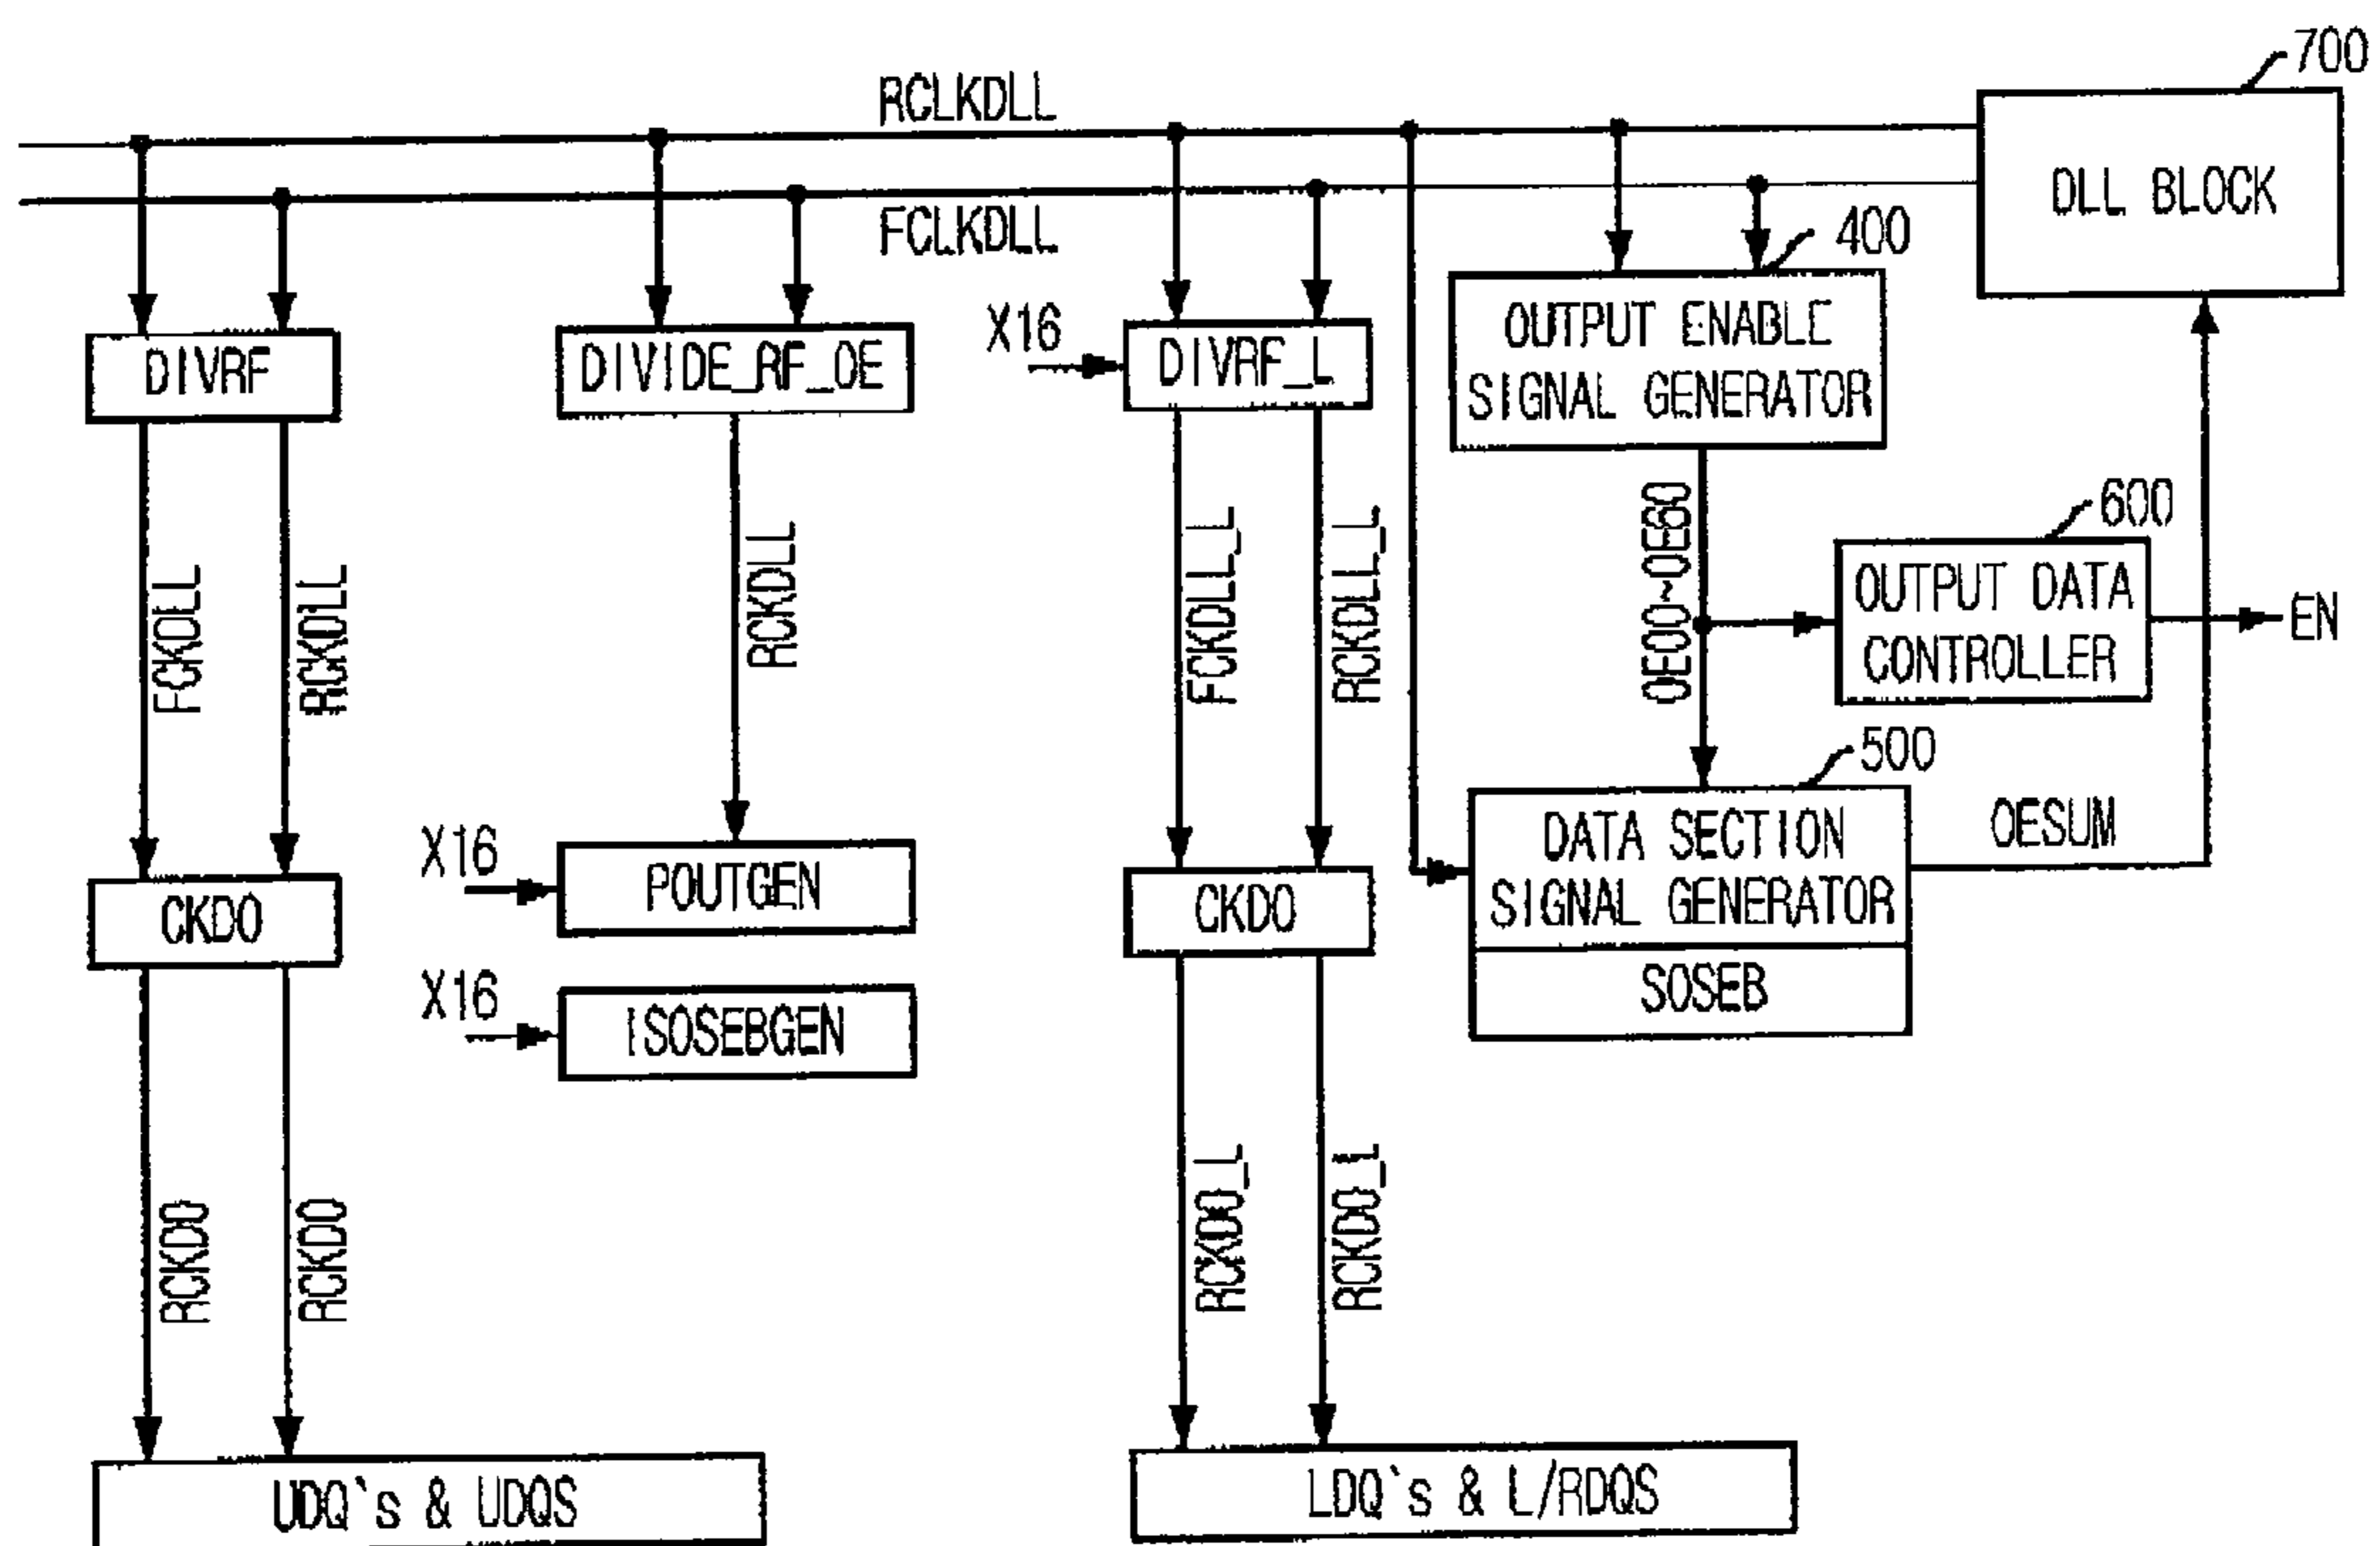 700
RCLKDLL
DLL BLOCK
FCLKDLL
400
X16
DIVRF
DIVIDE_RF_OE
DIVRF_L
OUTPUT ENABLE
SIGNAL GENERATOR
FCKDLL
RCKDLL
RCKDLL
FCKDLL_L
RCKDLL_L
OE00~OE80
600
OUTPUT DATA
CONTROLLER
EN
500
X16
POUTGEN
CKDO
CKDO
DATA SECTION
SIGNAL GENERATOR
OESUM
SOSEB
X16
ISOSEBGEN
RCKDO
RCKDO
RCKDO_L
RCKDO_L
UDQ`s & UDQS
LDQ`s & L/RDQS